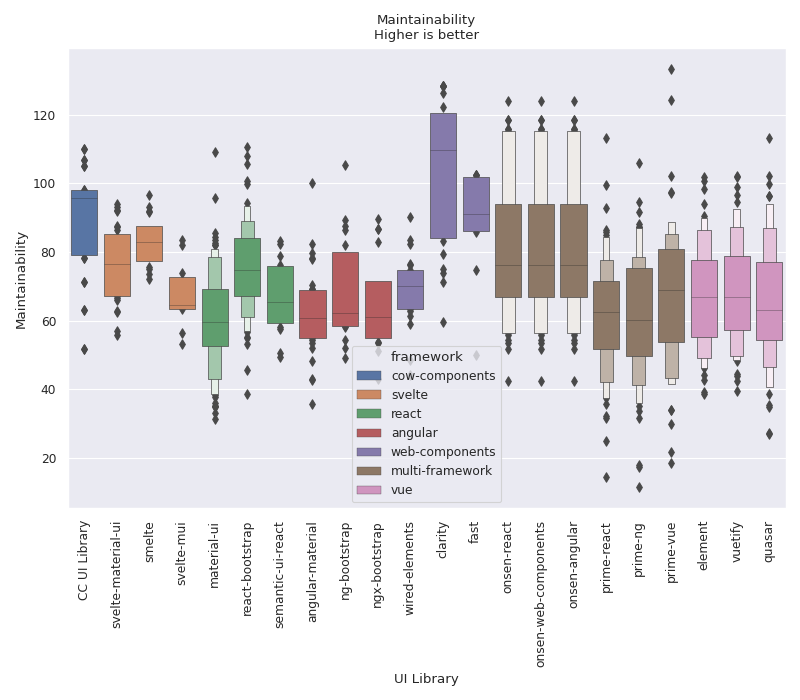 Maintainability
Higher is better
Maintainability
120
100
80
60
40
20
framework
cow-components
svelte
react
angular
web-components
multi-framework
vue
CC UI Library
svelte-material-ui
smelte
svelte-mui
material-ui
react-bootstrap
semantic-ui-react
angular-material
ng-bootstrap
ngx-bootstrap
wired-elements
clarity
fast
onsen-react
onsen-web-components
onsen-angular
prime-react
prime-ng
prime-vue
element
vuetify
quasar
UI Library